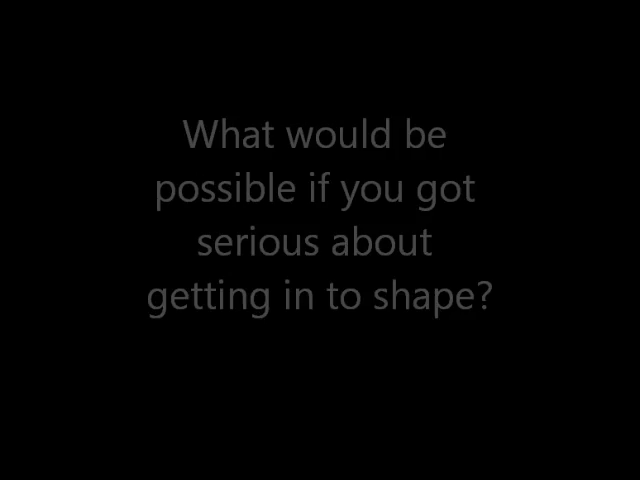 What would be
possible if you got
serious about
getting in to shape?